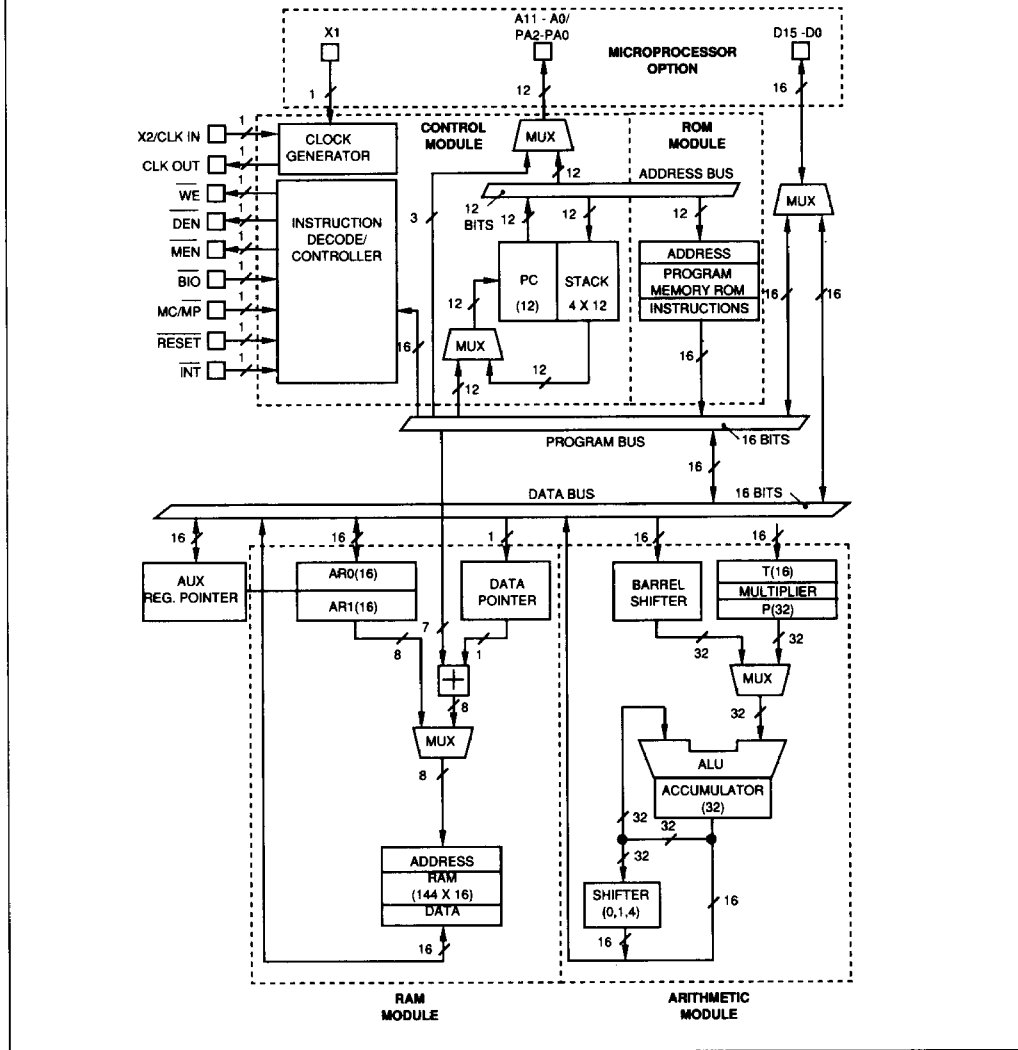 X1
A11 - A0/
PA2-PA0
D15 -D0
MICROPROCESSOR
OPTION
1
12
16
X2/CLK IN
1
CLOCK
GENERATOR
CONTROL
MODULE
MUX
ROM
MODULE
CLK OUT
1
12
ADDRESS BUS
WE
1
12
BITS
MUX
DEN
1
INSTRUCTION
DECODE/
CONTROLLER
3
12
12
12
MEN
1
PC
(12)
STACK
4 X 12
ADDRESS
PROGRAM
MEMORY ROM
INSTRUCTIONS
BIO
1
16
16
MC/MP
1
12
RESET
1
16
MUX
16
INT
1
12
12
PROGRAM BUS
16 BITS
16
DATA BUS
16 BITS
16
16
1
16
16
AUX
REG. POINTER
AR0(16)
AR1(16)
DATA
POINTER
BARREL
SHIFTER
T(16)
MULTIPLIER
P(32)
8
7
1
32
32
+
8
MUX
MUX
8
32
ALU
ACCUMULATOR
(32)
32
32
32
ADDRESS
RAM
(144 X 16)
DATA
SHIFTER
(0,1,4)
16
16
16
RAM
MODULE
ARITHMETIC
MODULE